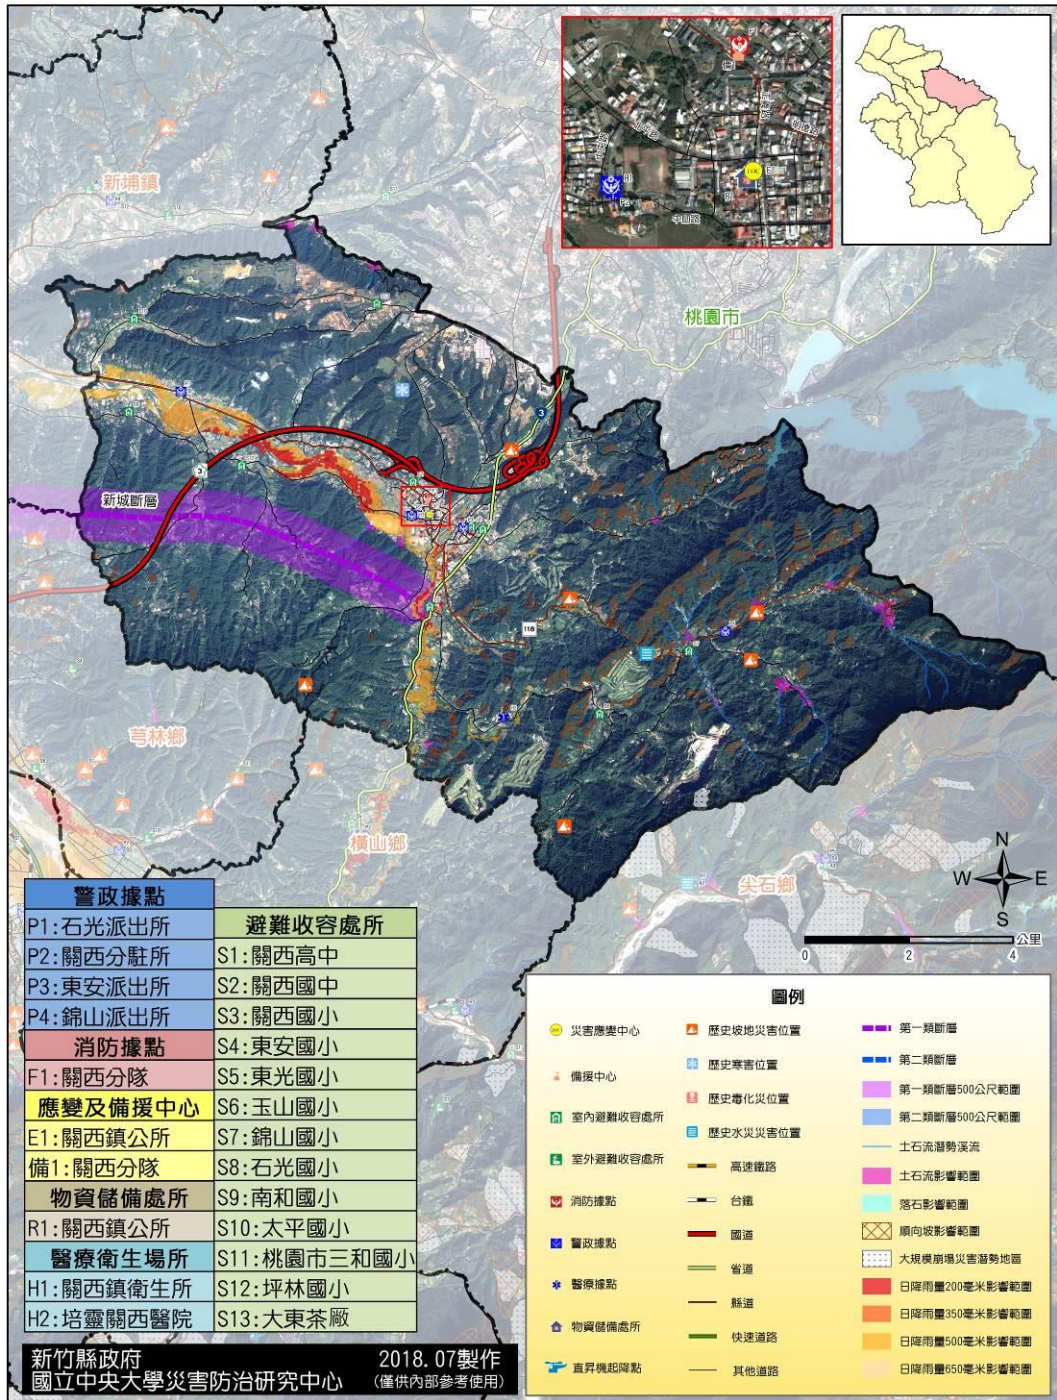 新埔鎮
桃園市
3
3
新城斷層
118
芎林鄉
橫山鄉
尖石鄉
中山路
N
W E
S
公里
0 2 4
警政據點
P1:石光派出所
P2:關西分駐所
P3:東安派出所
P4:錦山派出所
消防據點
F1:關西分隊
應變及備援中心
E1:關西鎮公所
備1:關西分隊
物資儲備處所
R1:關西鎮公所
醫療衛生場所
H1:關西鎮衛生所
H2:培靈關西醫院
避難收容處所
S1:關西高中
S2:關西國中
S3:關西國小
S4:東安國小
S5:東光國小
S6:玉山國小
S7:錦山國小
S8:石光國小
S9:南和國小
S10:太平國小
S11:桃園市三和國小
S12:坪林國小
S13:大東茶廠
新竹縣政府
國立中央大學災害防治研究中心
2018.07製作
(僅供內部參考使用)
圖例
災害應變中心
備援中心
室內避難收容處所
室外避難收容處所
消防據點
警政據點
醫療據點
物資儲備處所
直昇機起降點
歷史坡地災害位置
歷史寒害位置
歷史毒化災位置
歷史水災災害位置
高速鐵路
台鐵
國道
省道
縣道
快速道路
其他道路
第一類斷層
第二類斷層
第一類斷層500公尺範圍
第二類斷層500公尺範圍
土石流潛勢溪流
土石流影響範圍
落石影響範圍
順向坡影響範圍
大規模崩塌災害潛勢地區
日降雨量200毫米影響範圍
日降雨量350毫米影響範圍
日降雨量500毫米影響範圍
日降雨量650毫米影響範圍